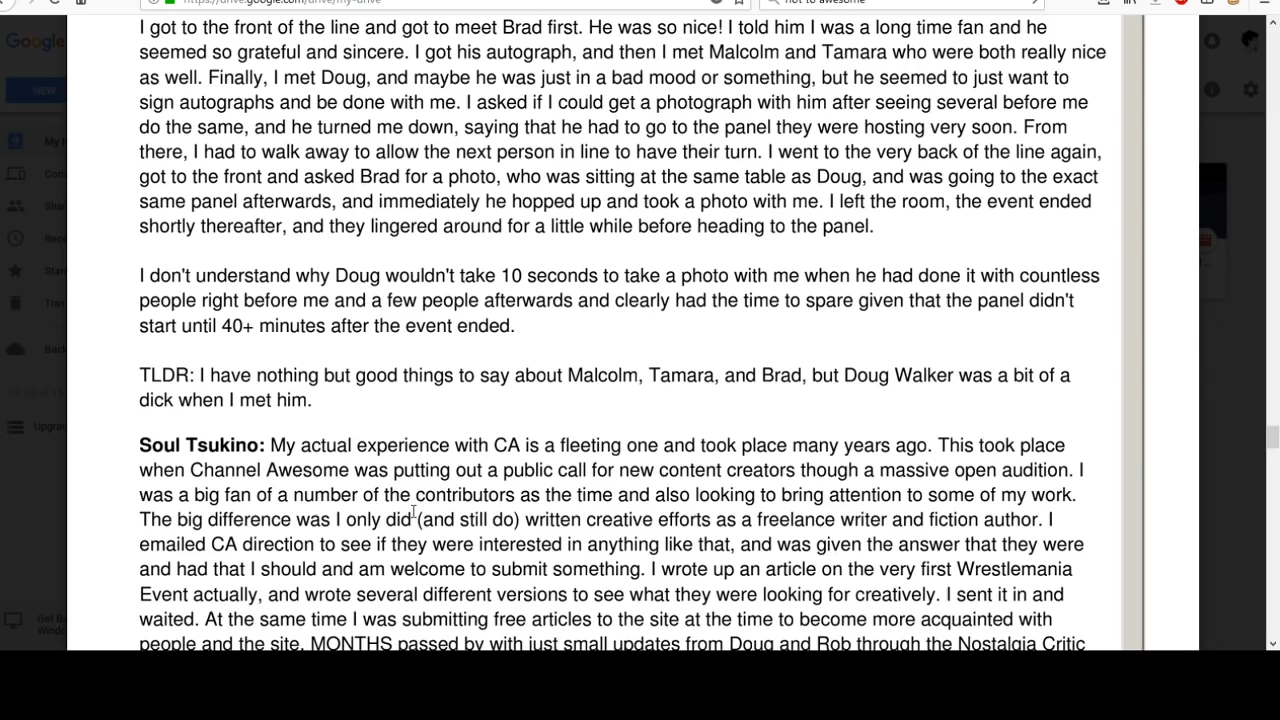 https://drive.google.com/drive/my-drive
not to awesome
Google
NEW
I got to the front of the line and got to meet Brad first. He was so nice! I told him I was a long time fan and he
seemed so grateful and sincere. I got his autograph, and then I met Malcolm and Tamara who were both really nice
as well. Finally, I met Doug, and maybe he was just in a bad mood or something, but he seemed to just want to
sign autographs and be done with me. I asked if I could get a photograph with him after seeing several before me
do the same, and he turned me down, saying that he had to go to the panel they were hosting very soon. From
there, I had to walk away to allow the next person in line to have their turn. I went to the very back of the line again,
got to the front and asked Brad for a photo, who was sitting at the same table as Doug, and was going to the exact
same panel afterwards, and immediately he hopped up and took a photo with me. I left the room, the event ended
shortly thereafter, and they lingered around for a little while before heading to the panel.
I don't understand why Doug wouldn't take 10 seconds to take a photo with me when he had done it with countless
people right before me and a few people afterwards and clearly had the time to spare given that the panel didn't
start until 40+ minutes after the event ended.
TLDR: I have nothing but good things to say about Malcolm, Tamara, and Brad, but Doug Walker was a bit of a
dick when I met him.
Soul Tsukino: My actual experience with CA is a fleeting one and took place many years ago. This took place
when Channel Awesome was putting out a public call for new content creators though a massive open audition. I
was a big fan of a number of the contributors as the time and also looking to bring attention to some of my work.
The big difference was I only did (and still do) written creative efforts as a freelance writer and fiction author. I
emailed CA direction to see if they were interested in anything like that, and was given the answer that they were
and had that I should and am welcome to submit something. I wrote up an article on the very first Wrestlemania
Event actually, and wrote several different versions to see what they were looking for creatively. I sent it in and
waited. At the same time I was submitting free articles to the site at the time to become more acquainted with
people and the site. MONTHS passed by with just small updates from Doug and Rob through the Nostalgia Critic